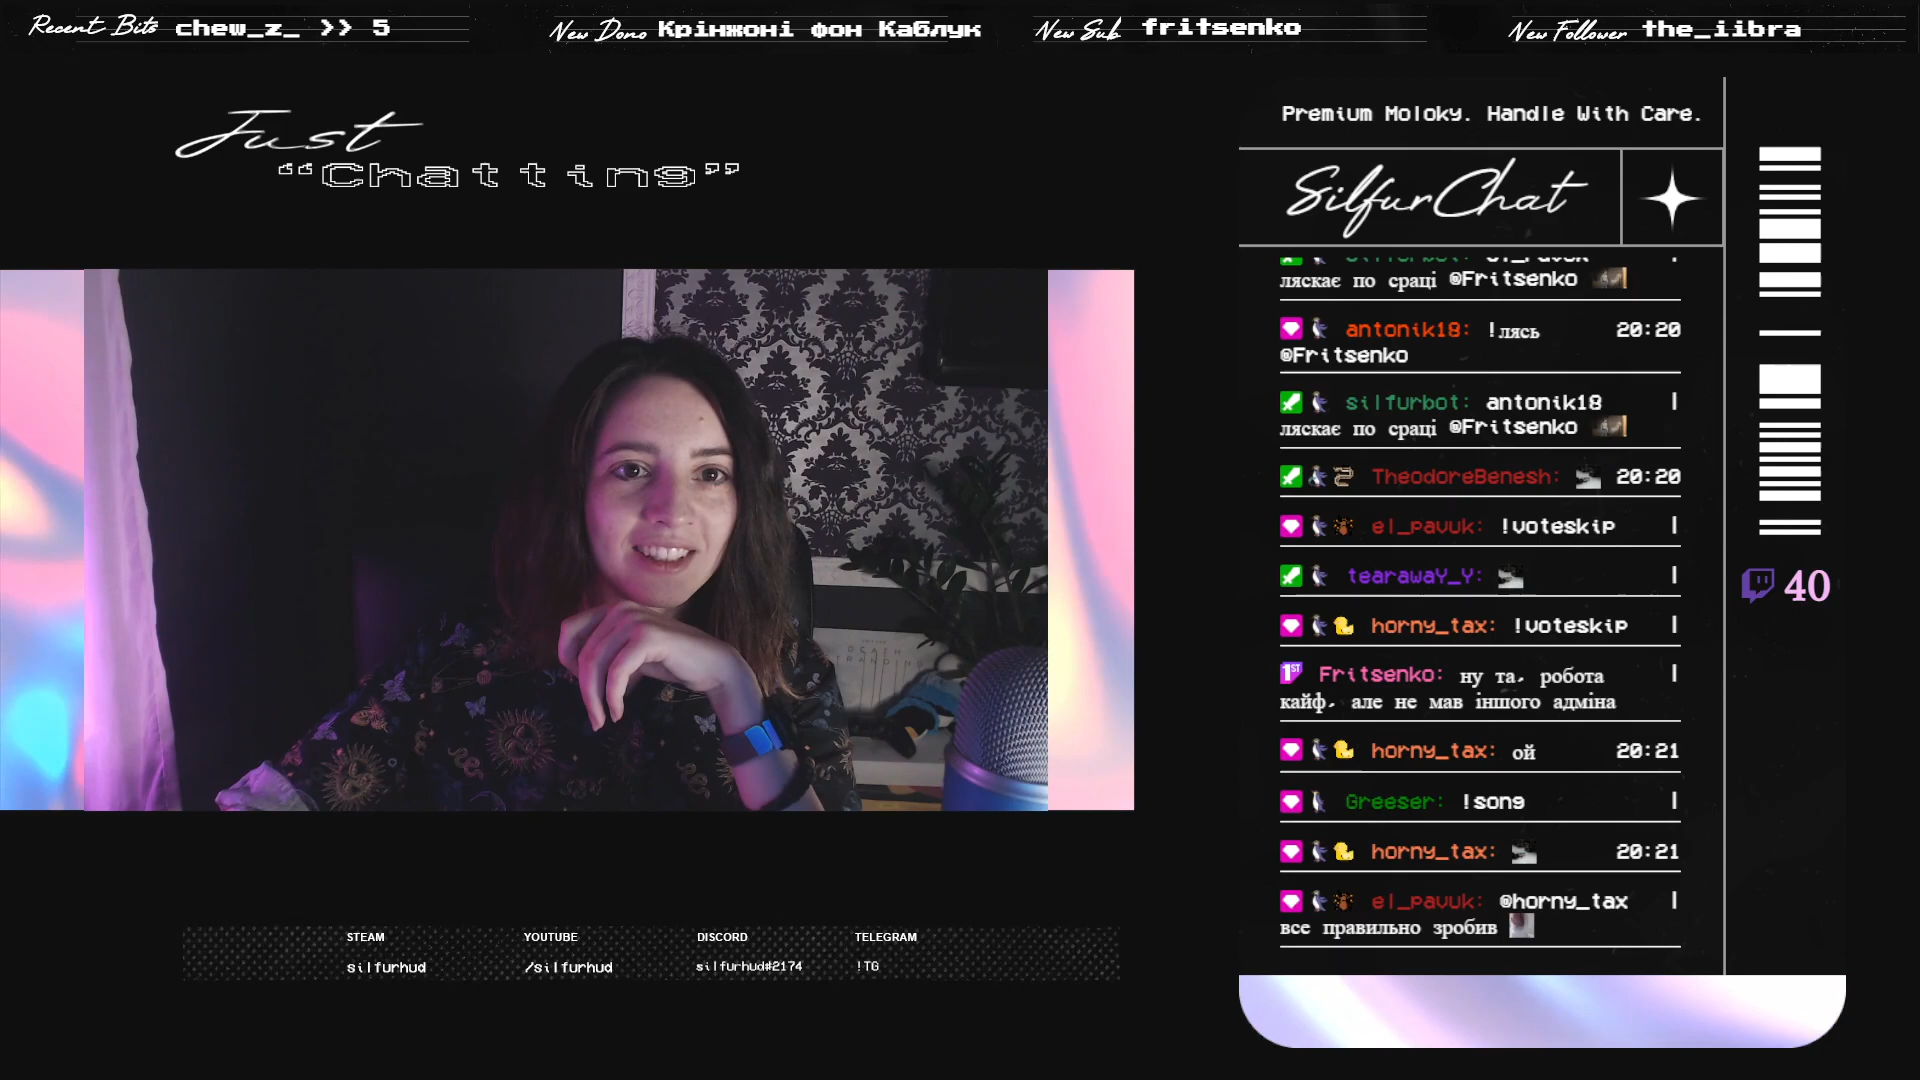 Recent Bits chew_z_ >> 5
New Dono Крінжоні фон Каблук
New Sub fritsenko
New Follower the_iibra
Just
“Chatting”
Premium Moloky. Handle With Care.
SilfurChat
ляскає по сраці @Fritsenko
antonik18: !лясь 20:20
@Fritsenko
silfurbot: antonik18
ляскає по сраці @Fritsenko
TheodoreBenesh: 20:20
el_pavuk: !voteskip
tearawaY_Y:
horny_tax: !voteskip
Fritsenko: ну та, робота
кайф, але не мав іншого адміна
horny_tax: ой 20:21
Greeser: !song
horny_tax: 20:21
el_pavuk: @horny_tax
все правильно зробив
40
STEAM
silfurhud
YOUTUBE
/silfurhud
DISCORD
silfurhud#2174
TELEGRAM
!TG